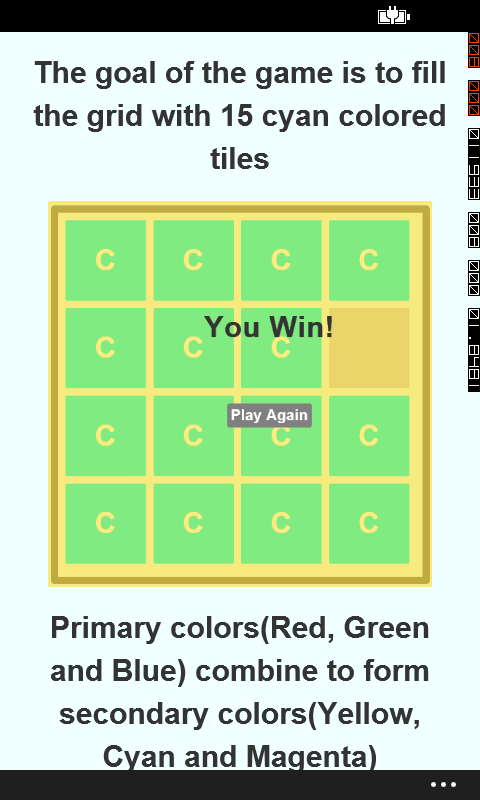 The goal of the game is to fill
the grid with 15 cyan colored
tiles
C C C C
You Win!
C C C
Play Again
C C C C
C C C C
Primary colors(Red, Green
and Blue) combine to form
secondary colors(Yellow,
Cyan and Magenta)